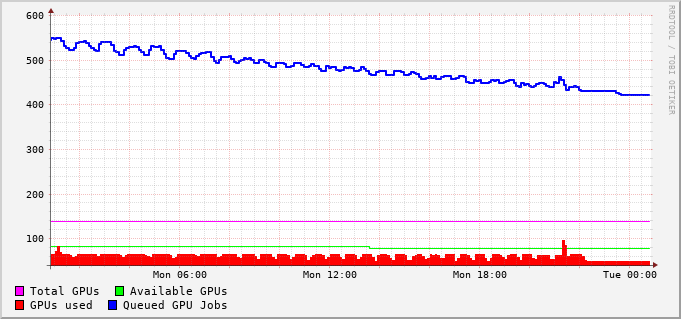 600
500
400
300
200
100
Mon 06:00 Mon 12:00 Mon 18:00 Tue 00:00
Total GPUs Available GPUs
GPUs used Queued GPU Jobs
RRDTOOL / TOBI OETIKER